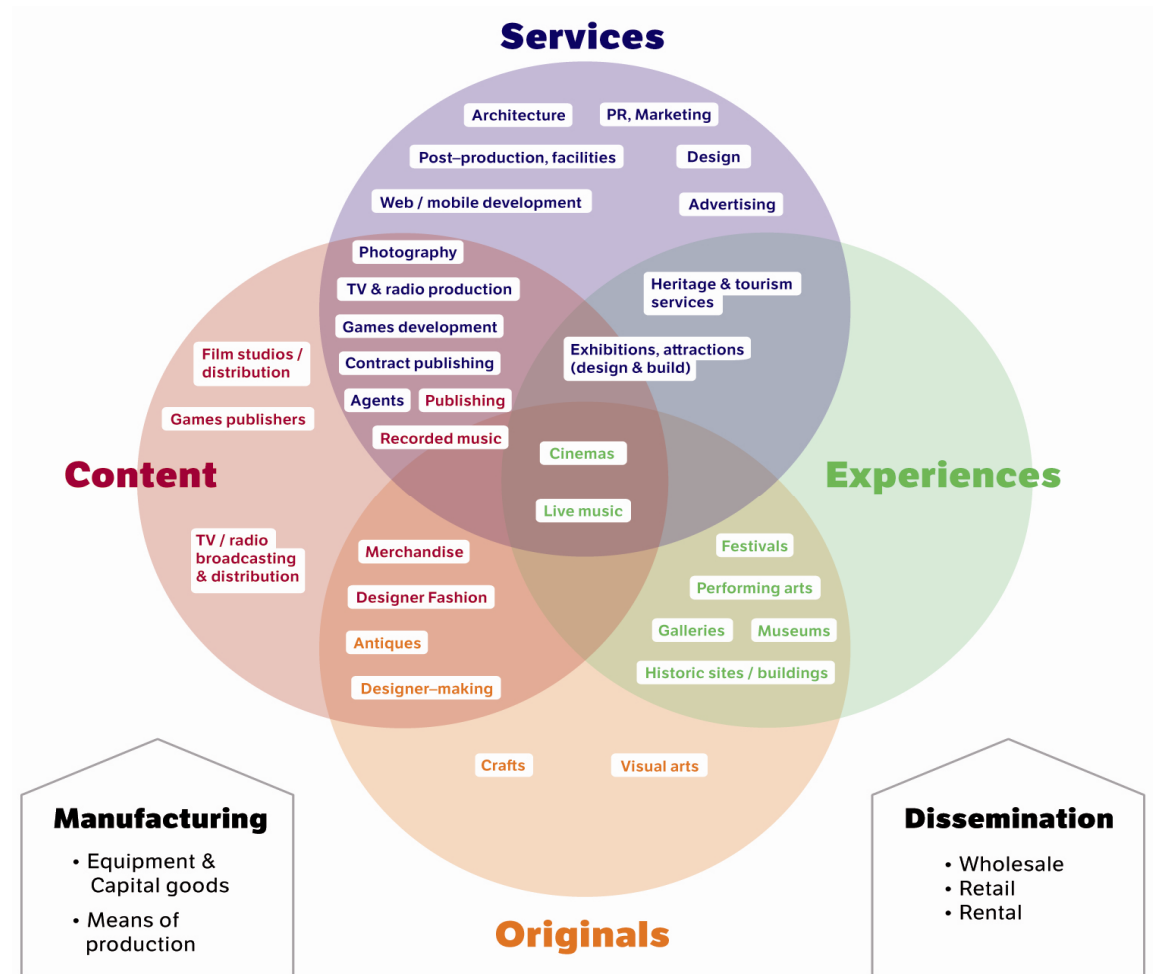 Services
Architecture
PR, Marketing
Post–production, facilities
Design
Web / mobile development
Advertising
Photography
TV & radio production
Heritage & tourism
services
Games development
Film studios /
distribution
Contract publishing
Exhibitions, attractions
(design & build)
Agents
Publishing
Games publishers
Recorded music
Cinemas
Content
Experiences
Live music
TV / radio
broadcasting
& distribution
Merchandise
Festivals
Designer Fashion
Performing arts
Antiques
Galleries
Museums
Designer–making
Historic sites / buildings
Crafts
Visual arts
Manufacturing
• Equipment &
Capital goods
• Means of
production
Dissemination
• Wholesale
• Retail
• Rental
Originals